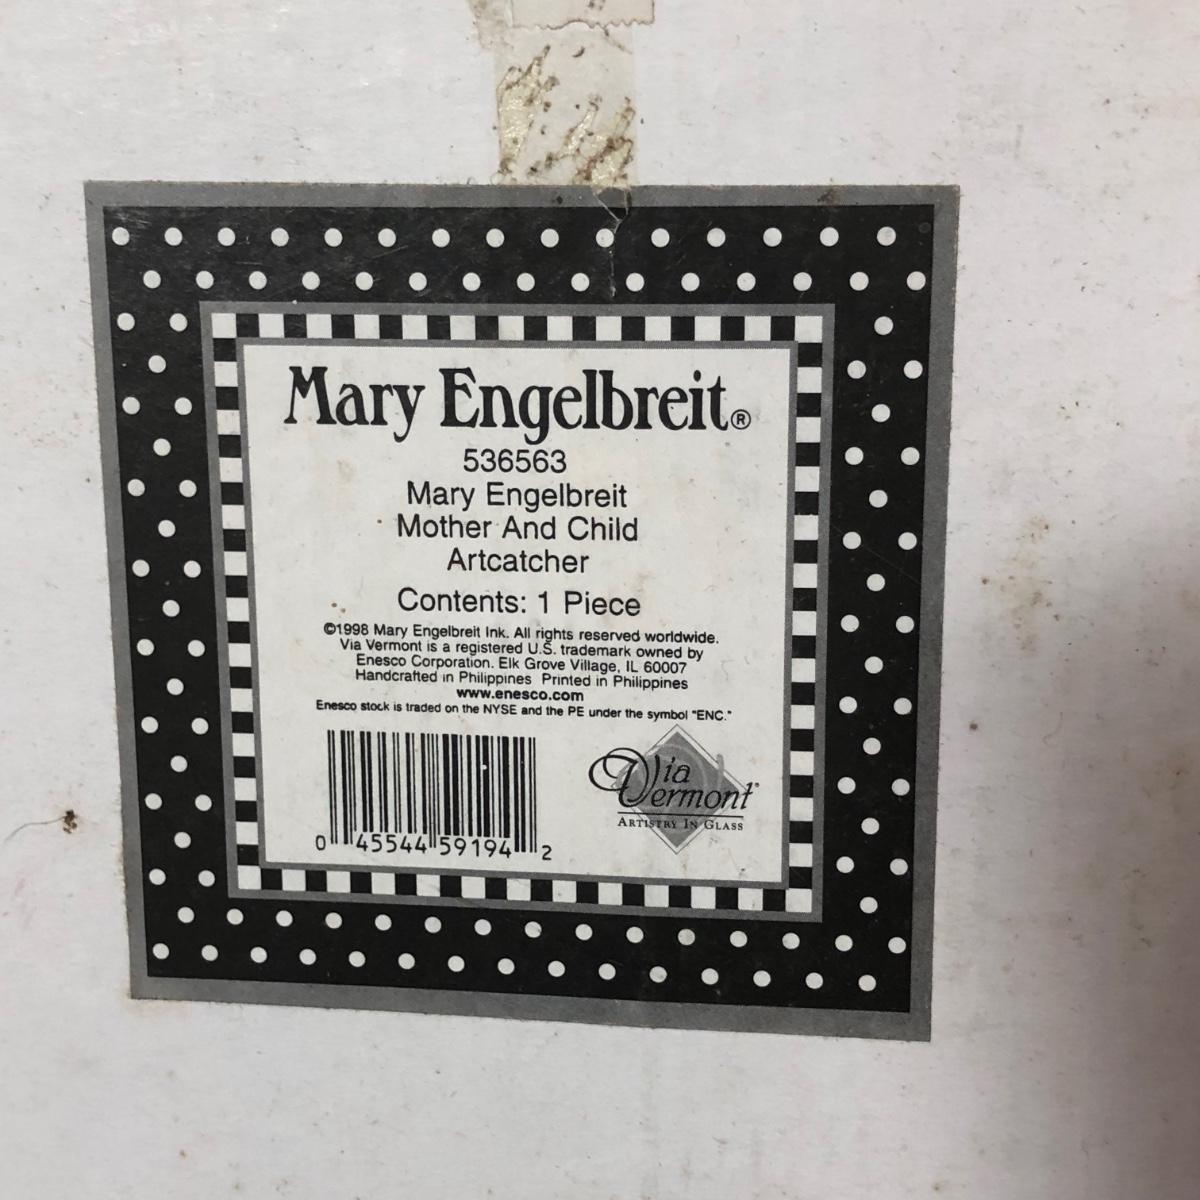 Mary Engelbreit®
536563
Mary Engelbreit
Mother And Child
Artcatcher
Contents: 1 Piece
©1998 Mary Engelbreit Ink. All rights reserved worldwide.
Via Vermont is a registered U.S. trademark owned by
Enesco Corporation. Elk Grove Village, IL 60007
Handcrafted in Philippines Printed in Philippines
www.enesco.com
Enesco stock is traded on the NYSE and the PE under the symbol "ENC."
Via
Vermont®
ARTISTRY IN GLASS
0 45544 59194 2